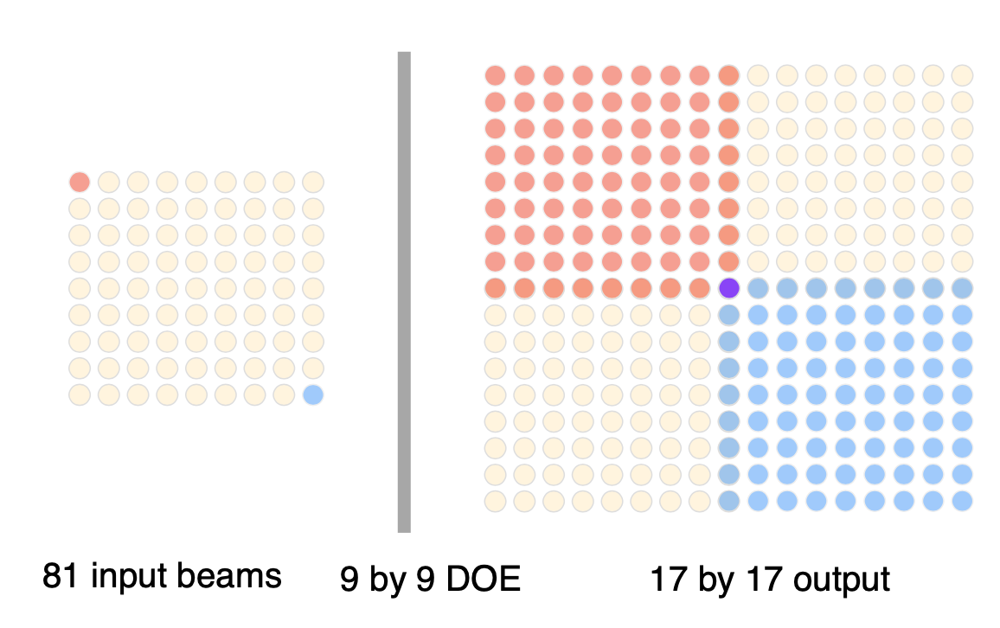 81 input beams
9 by 9 DOE
17 by 17 output